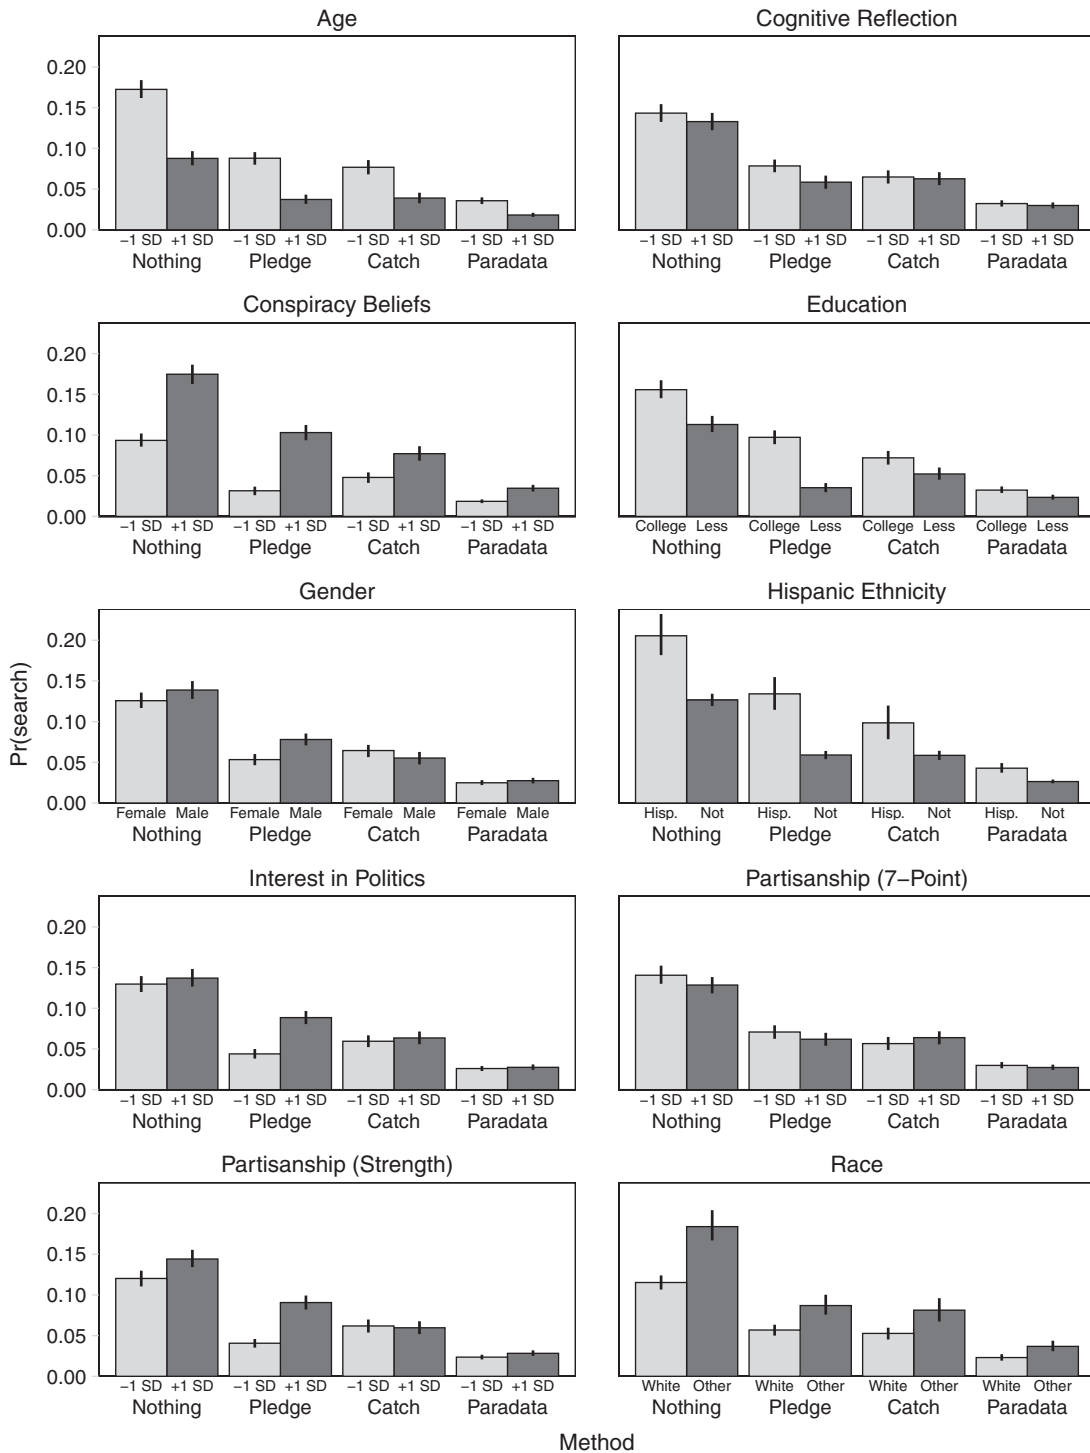 Age
Cognitive Reflection
0.20
0.15
0.10
0.05
0.00
−1 SD +1 SD −1 SD +1 SD −1 SD +1 SD −1 SD +1 SD
Nothing Pledge Catch Paradata
−1 SD +1 SD −1 SD +1 SD −1 SD +1 SD −1 SD +1 SD
Nothing Pledge Catch Paradata
Conspiracy Beliefs
Education
0.20
0.15
0.10
0.05
0.00
−1 SD +1 SD −1 SD +1 SD −1 SD +1 SD −1 SD +1 SD
Nothing Pledge Catch Paradata
College Less College Less College Less College Less
Nothing Pledge Catch Paradata
Gender
Hispanic Ethnicity
Pr(search)
0.20
0.15
0.10
0.05
0.00
Female Male Female Male Female Male Female Male
Nothing Pledge Catch Paradata
Hisp. Not Hisp. Not Hisp. Not Hisp. Not
Nothing Pledge Catch Paradata
Interest in Politics
Partisanship (7−Point)
0.20
0.15
0.10
0.05
0.00
−1 SD +1 SD −1 SD +1 SD −1 SD +1 SD −1 SD +1 SD
Nothing Pledge Catch Paradata
−1 SD +1 SD −1 SD +1 SD −1 SD +1 SD −1 SD +1 SD
Nothing Pledge Catch Paradata
Partisanship (Strength)
Race
0.20
0.15
0.10
0.05
0.00
−1 SD +1 SD −1 SD +1 SD −1 SD +1 SD −1 SD +1 SD
Nothing Pledge Catch Paradata
White Other White Other White Other White Other
Nothing Pledge Catch Paradata
Method